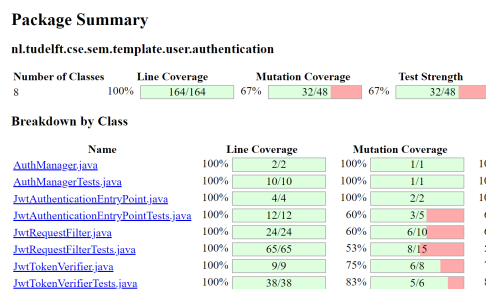 Package Summary
nl.tudelft.cse.sem.template.user.authentication
Number of Classes Line Coverage Mutation Coverage Test Strength
8 100% 164/164 67% 32/48 67% 32/48
Breakdown by Class
Name Line Coverage Mutation Coverage
AuthManager.java 100% 2/2 100% 1/1
AuthManagerTests.java 100% 10/10 100% 1/1
JwtAuthenticationEntryPoint.java 100% 4/4 100% 2/2
JwtAuthenticationEntryPointTests.java 100% 12/12 60% 3/5
JwtRequestFilter.java 100% 24/24 60% 6/10
JwtRequestFilterTests.java 100% 65/65 53% 8/15
JwtTokenVerifier.java 100% 9/9 75% 6/8
JwtTokenVerifierTests.java 100% 38/38 83% 5/6